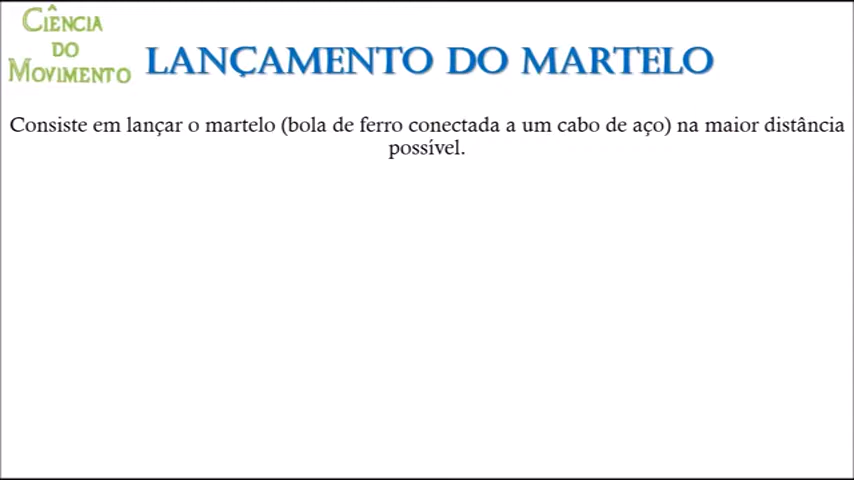 Ciência
do
Movimento
LANÇAMENTO DO MARTELO
Consiste em lançar o martelo (bola de ferro conectada a um cabo de aço) na maior distância
possível.